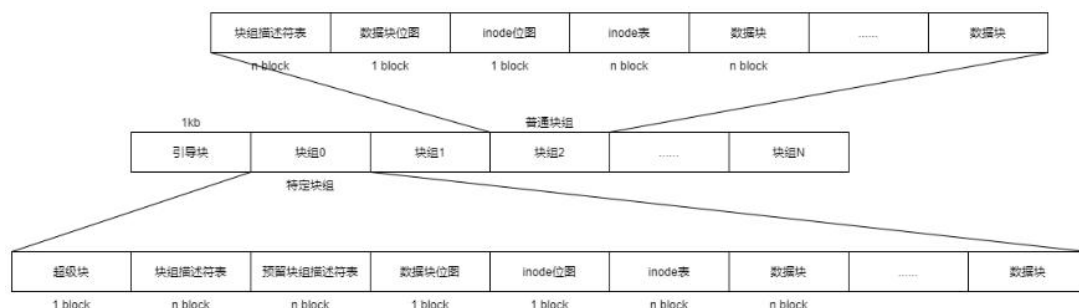 块组描述符表 数据块位图 inode位图 inode表 数据块 …… 数据块
n block 1 block 1 block n block n block
1kb 普通块组
引导块 块组0 块组1 块组2 …… 块组N
特定块组
超级块 块组描述符表 预留块组描述符表 数据块位图 inode位图 inode表 数据块 …… 数据块
1 block n block n block 1 block 1 block n block n block